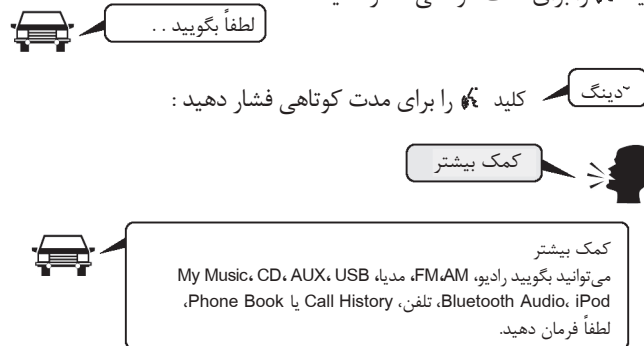 لطفاً بگویید . .
~دینگ
کلید را برای مدت کوتاهی فشار دهید :
کمک بیشتر
کمک بیشتر
می‌توانید بگویید رادیو، FM،AM، مدیا، My Music، CD، AUX، USB
Bluetooth Audio، iPod، تلفن، Call History یا Phone Book،
لطفاً فرمان دهید.